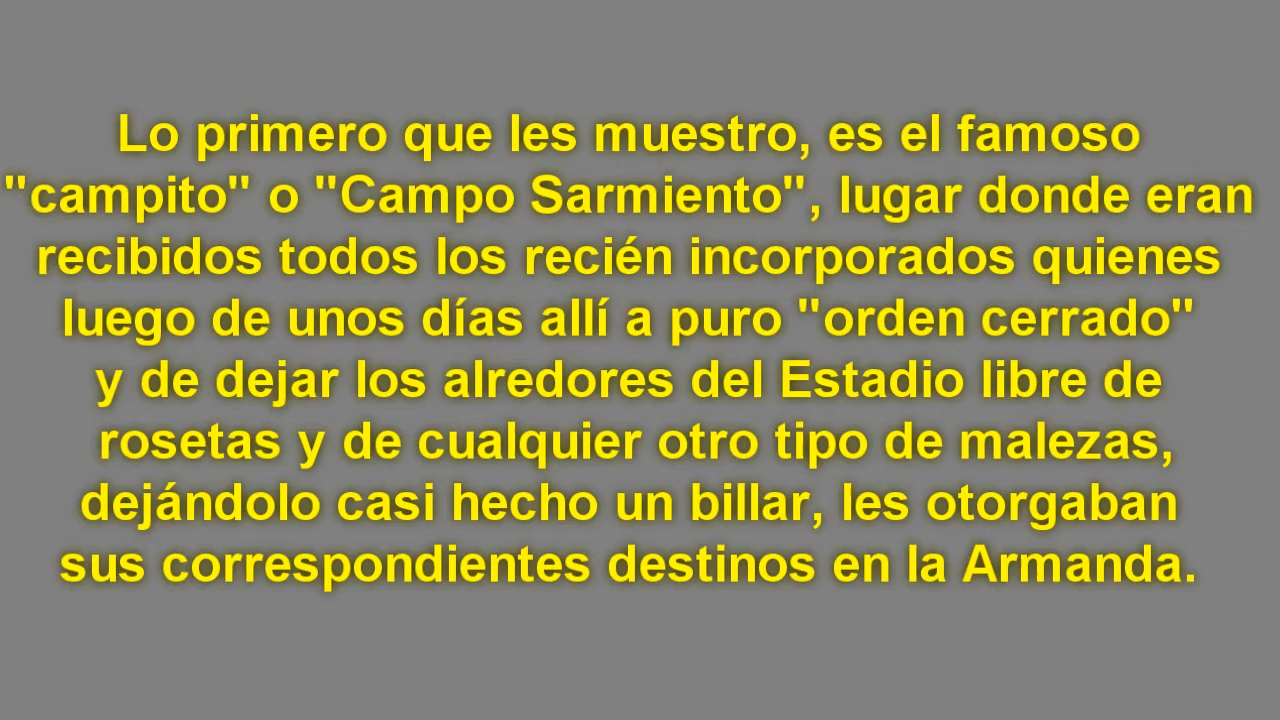 Lo primero que les muestro, es el famoso
"campito" o "Campo Sarmiento", lugar donde eran
recibidos todos los recién incorporados quienes
luego de unos días allí a puro "orden cerrado"
y de dejar los alredores del Estadio libre de
rosetas y de cualquier otro tipo de malezas,
dejándolo casi hecho un billar, les otorgaban
sus correspondientes destinos en la Armanda.